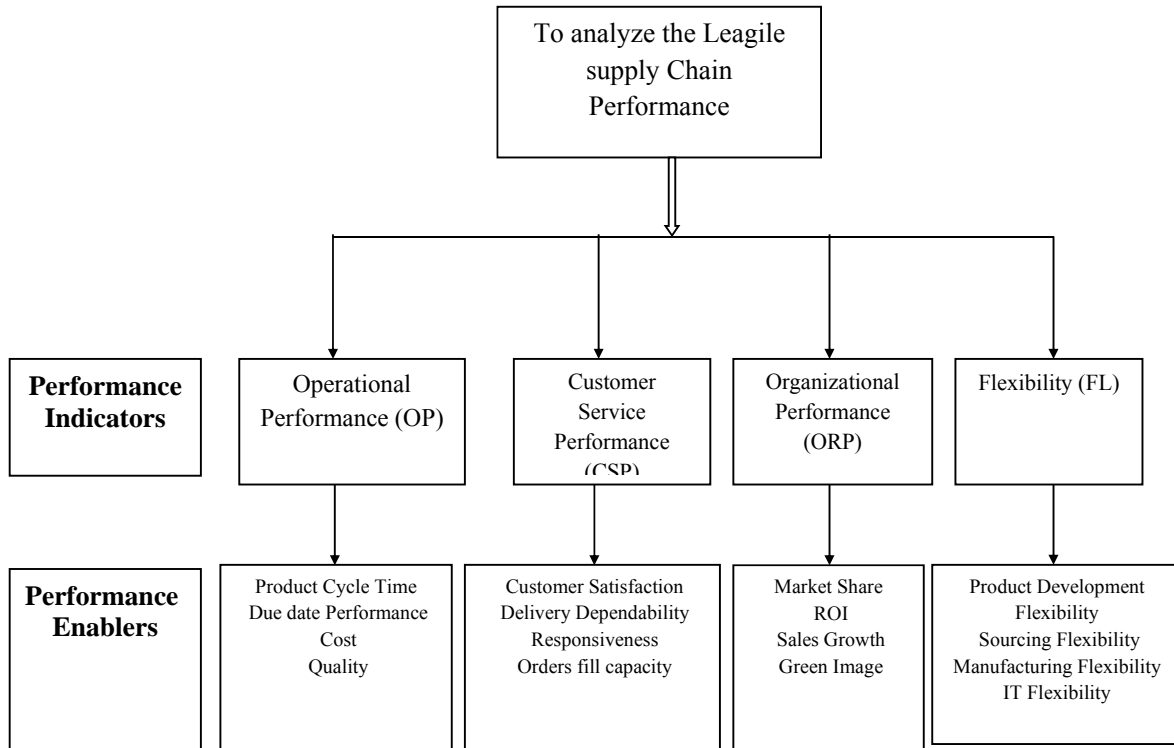 To analyze the Leagile
supply Chain
Performance
Performance
Indicators
Operational
Performance (OP)
Customer
Service
Performance
(CSP)
Organizational
Performance
(ORP)
Flexibility (FL)
Performance
Enablers
Product Cycle Time
Due date Performance
Cost
Quality
Customer Satisfaction
Delivery Dependability
Responsiveness
Orders fill capacity
Market Share
ROI
Sales Growth
Green Image
Product Development
Flexibility
Sourcing Flexibility
Manufacturing Flexibility
IT Flexibility